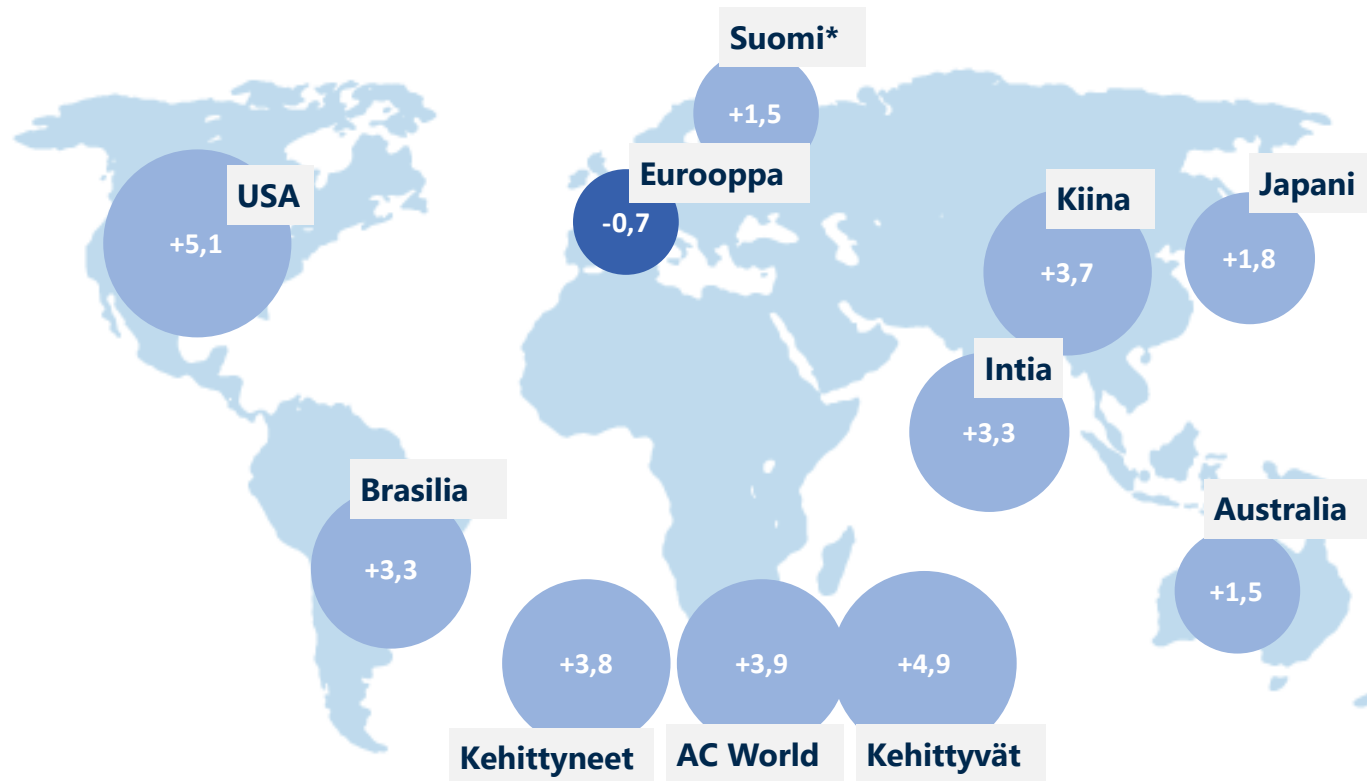 Suomi*
+1,5
Eurooppa
-0,7
USA
+5,1
Kiina
+3,7
Japani
+1,8
Intia
+3,3
Brasilia
+3,3
Australia
+1,5
+3,8
Kehittyneet
+3,9
AC World
+4,9
Kehittyvät